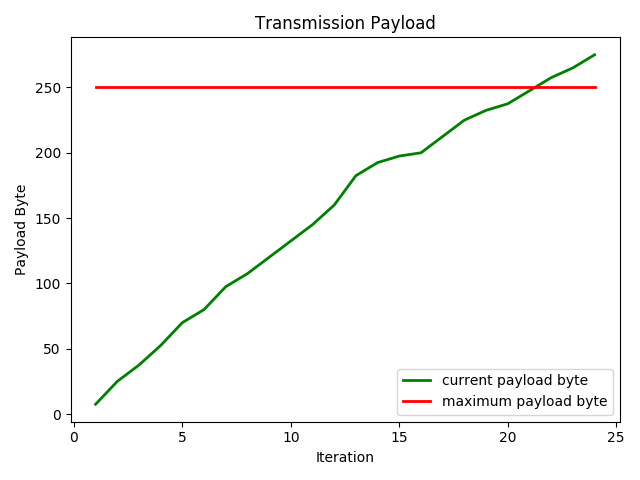 Transmission Payload
Payload Byte
250
200
150
100
50
0
0 5 10 15 20 25
Iteration
current payload byte
maximum payload byte